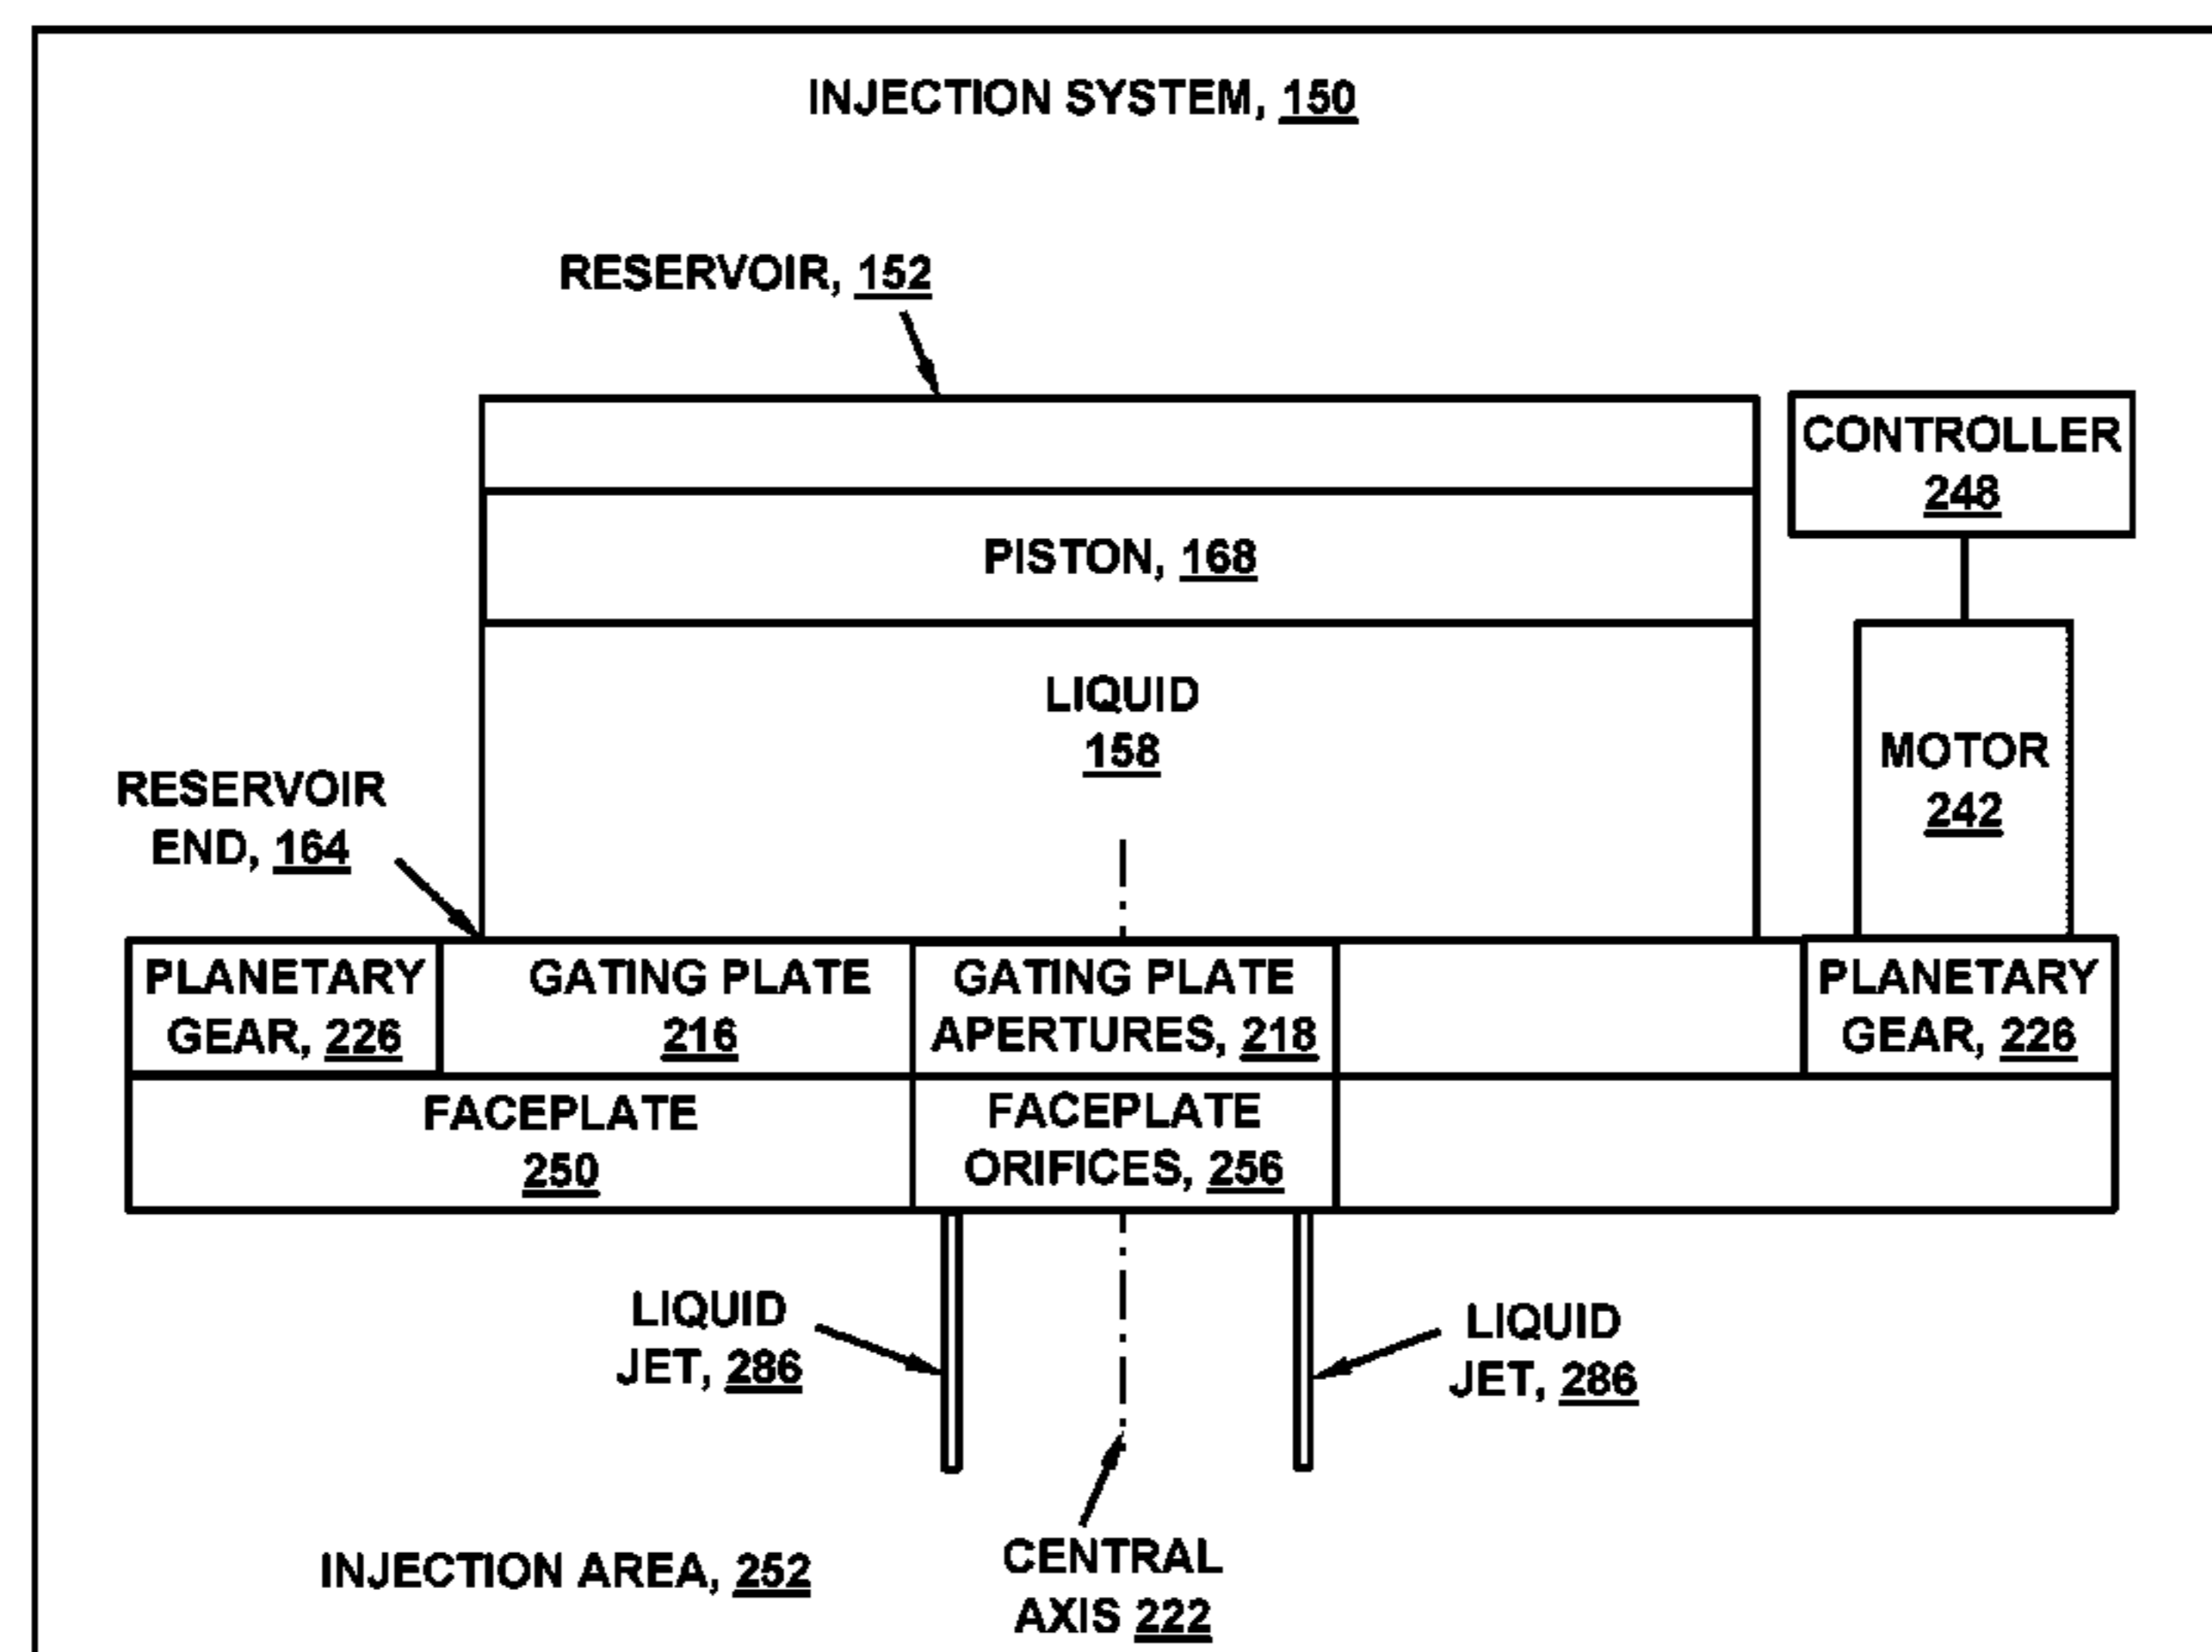 INJECTION SYSTEM, 150
RESERVOIR, 152
CONTROLLER
248
PISTON, 168
LIQUID
158
MOTOR
242
RESERVOIR
END, 164
PLANETARY
GEAR, 226
GATING PLATE
216
GATING PLATE
APERTURES, 218
PLANETARY
GEAR, 226
FACEPLATE
250
FACEPLATE
ORIFICES, 256
LIQUID
JET, 286
LIQUID
JET, 286
INJECTION AREA, 252
CENTRAL
AXIS 222